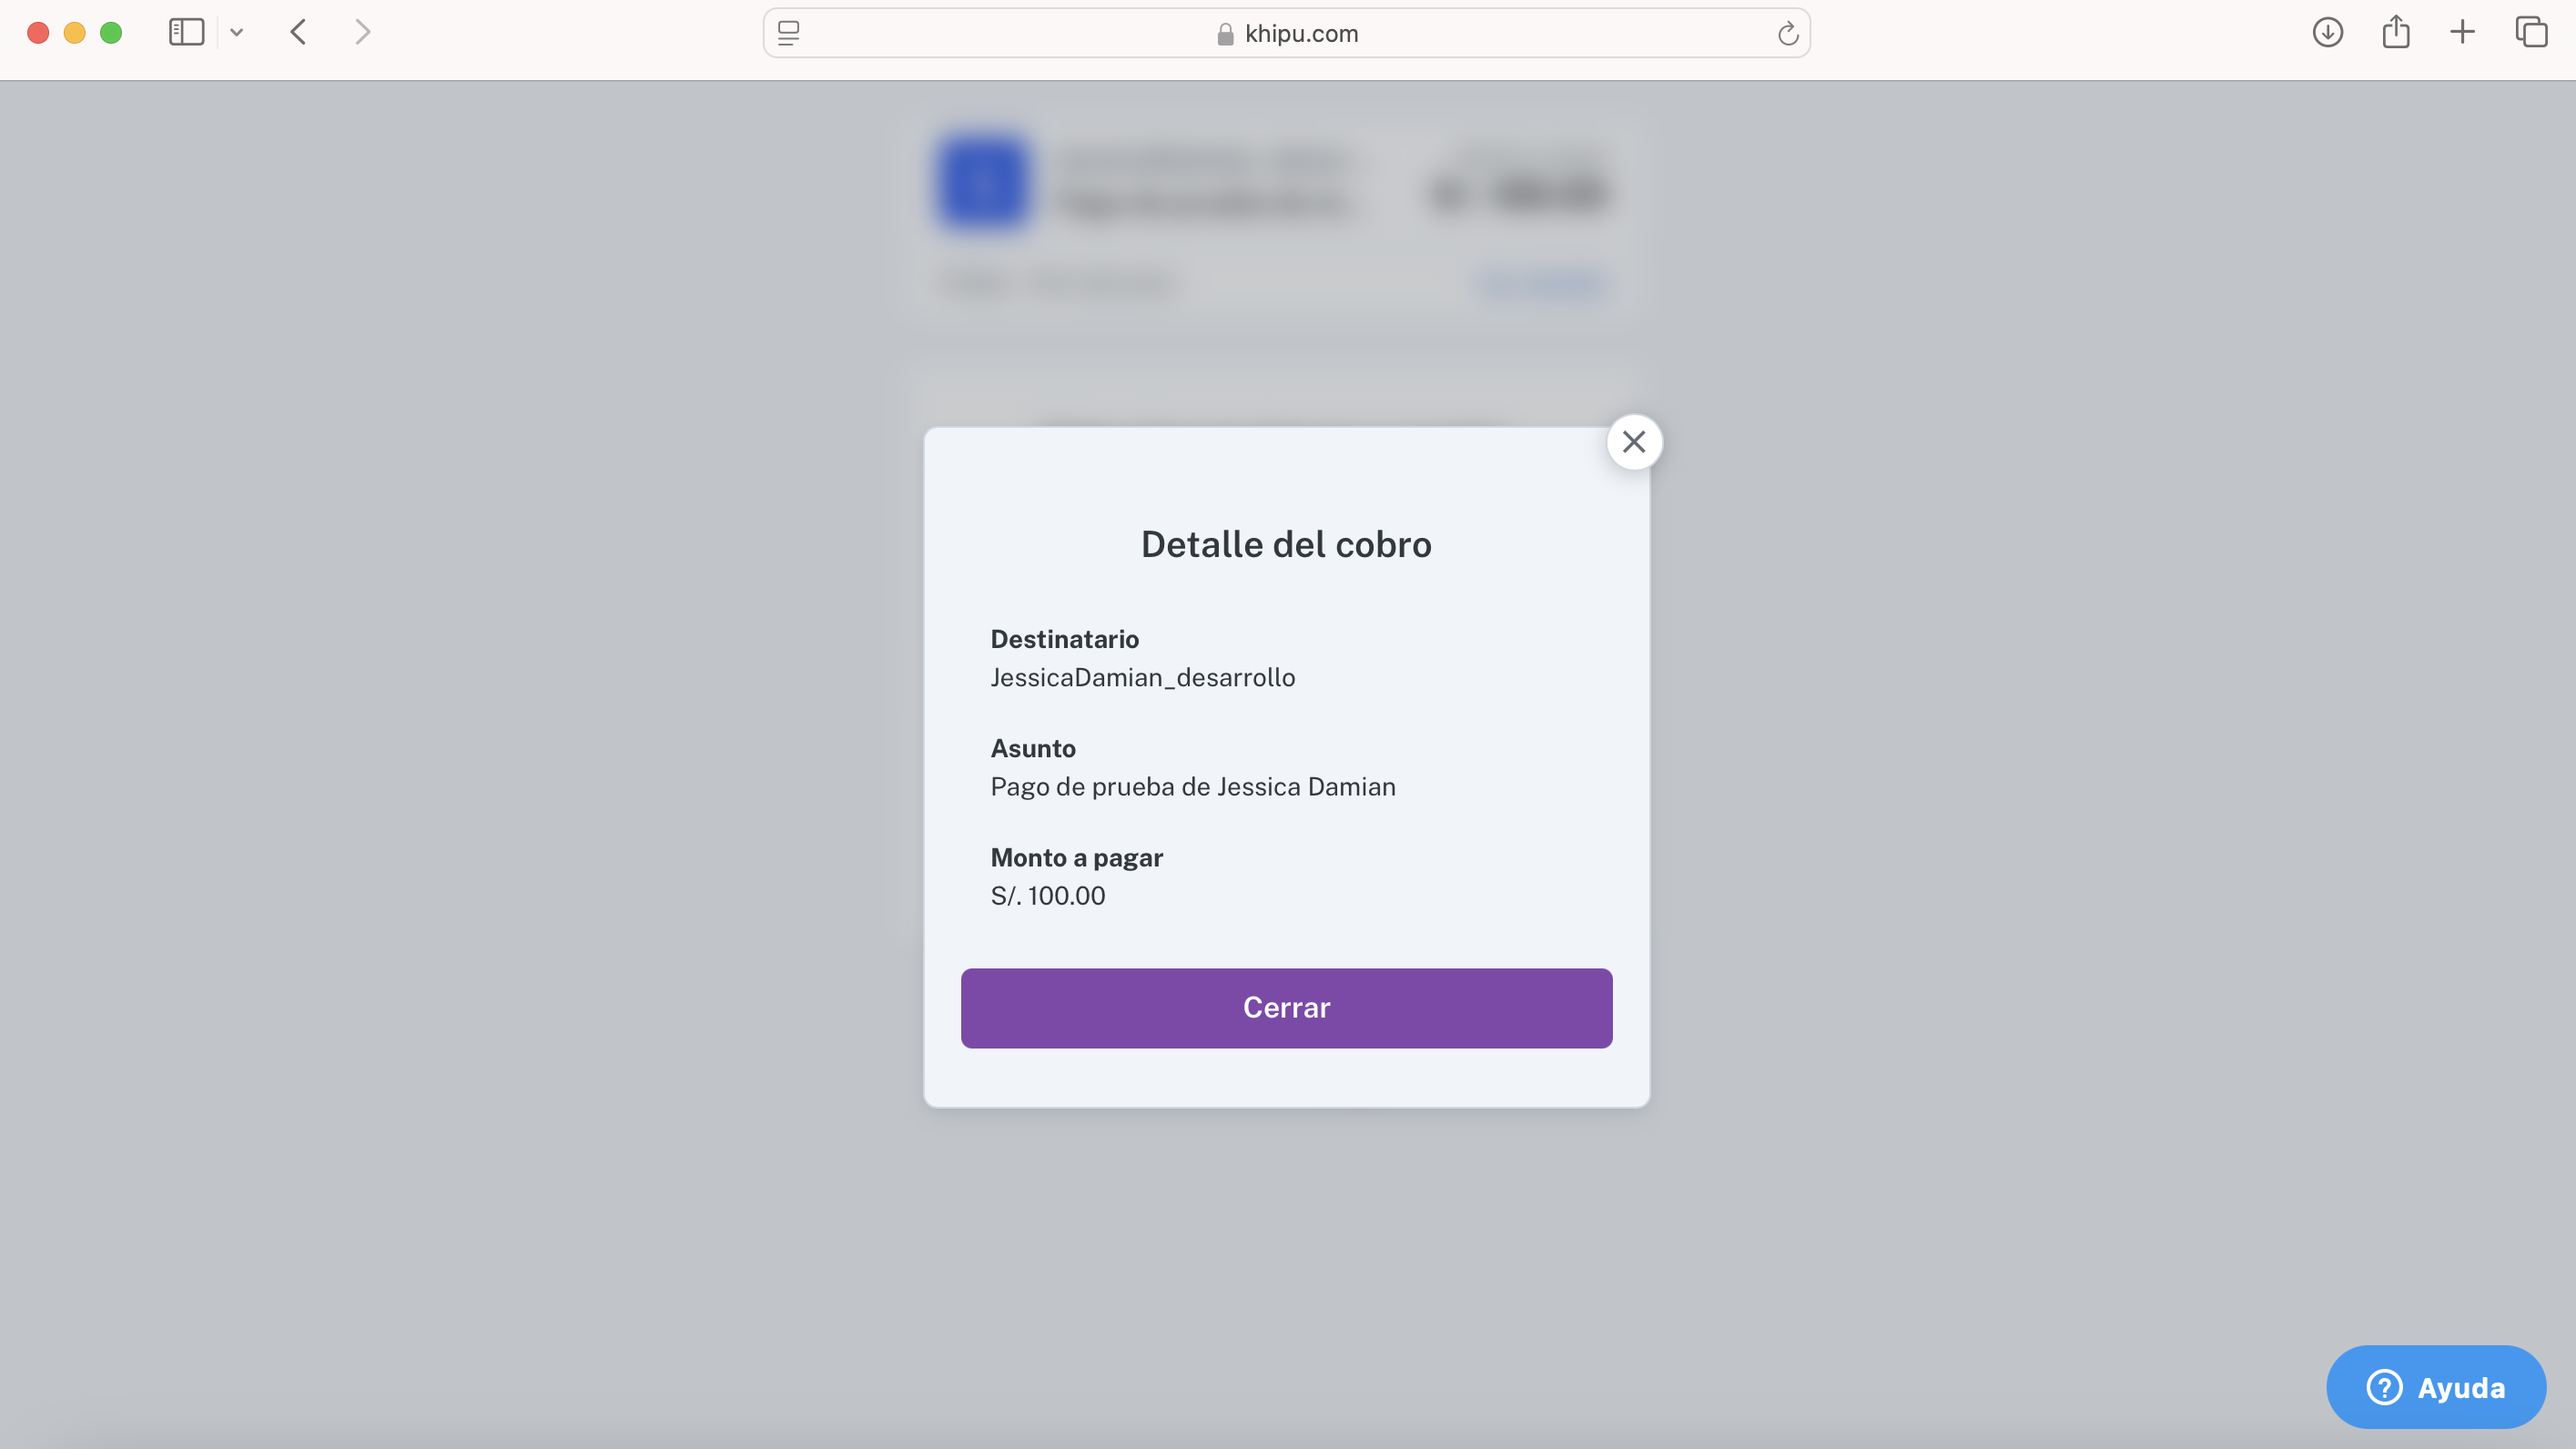 khipu.com
Detalle del cobro
Destinatario
JessicaDamian_desarrollo
Asunto
Pago de prueba de Jessica Damian
Monto a pagar
S/. 100.00
Cerrar
Ayuda